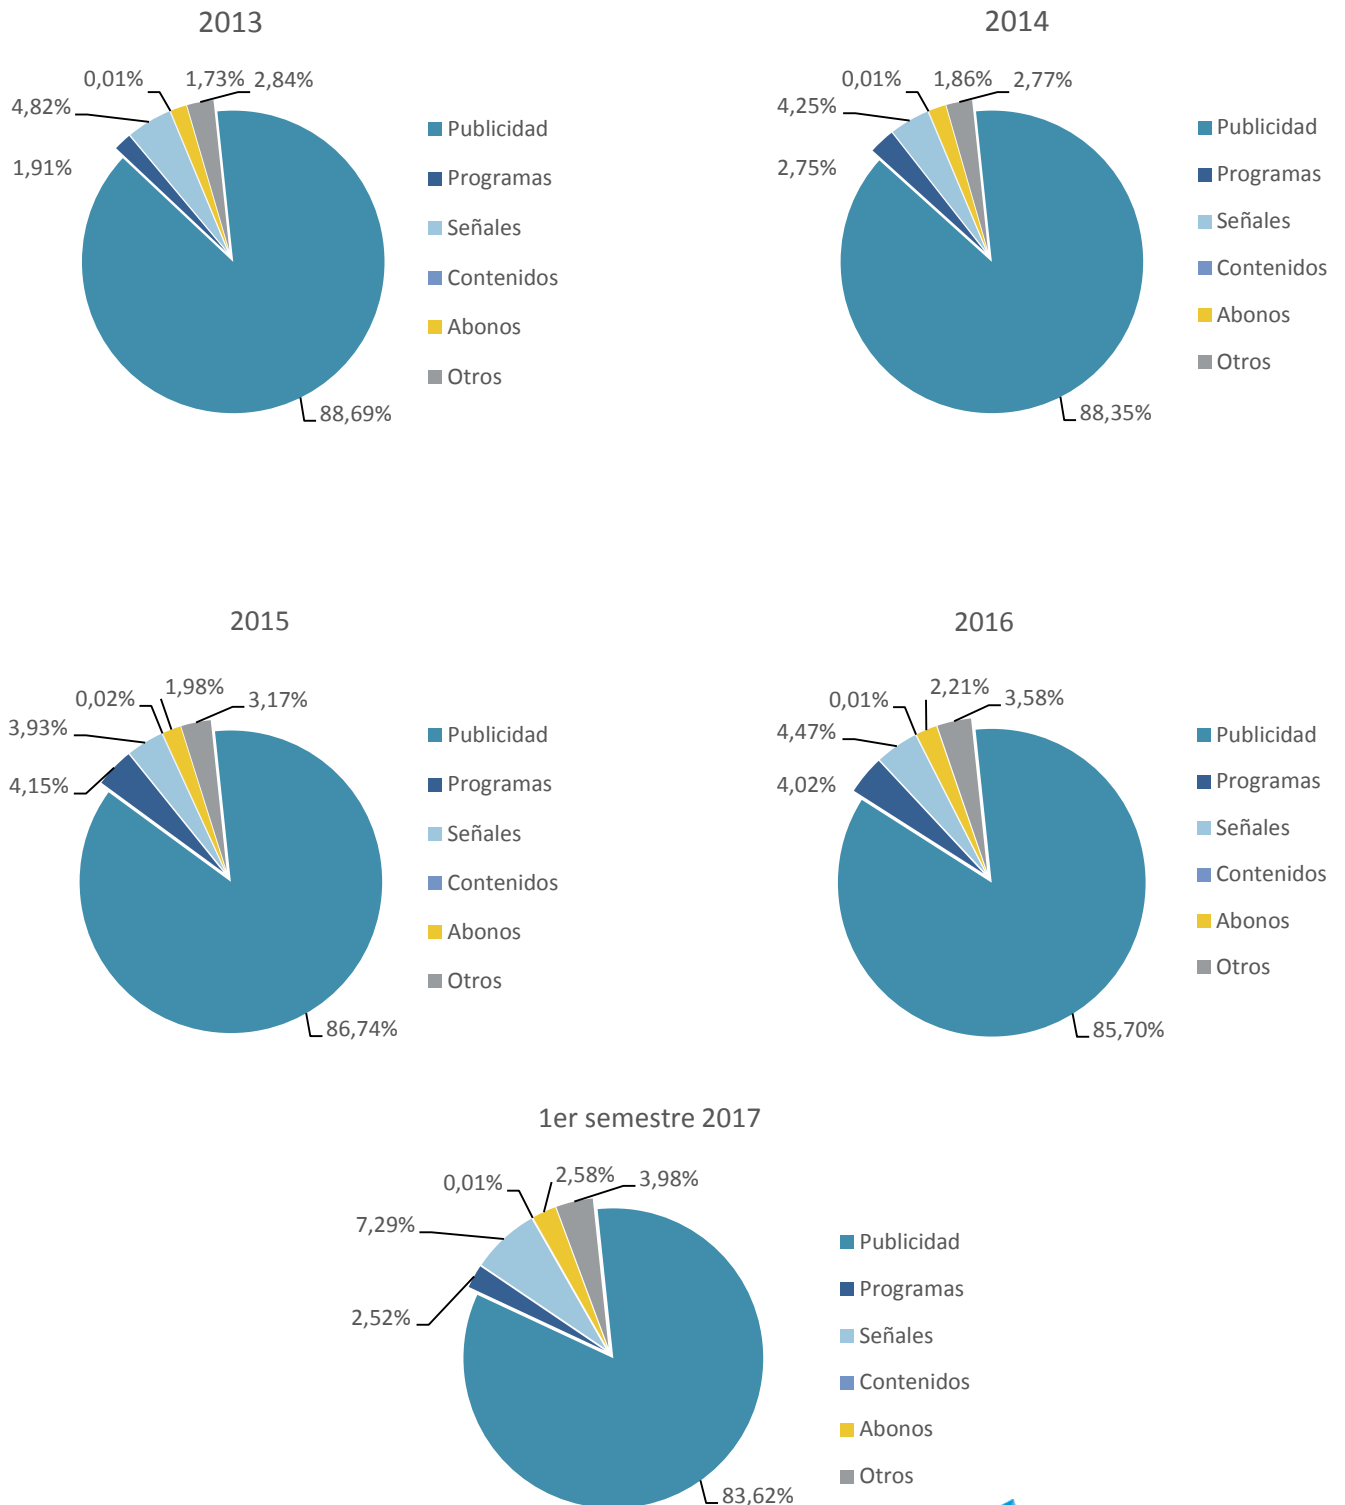 2013
0,01% 1,73% 2,84%
4,82%
1,91%
Publicidad
Programas
Señales
Contenidos
Abonos
Otros
88,69%
2014
0,01% 1,86% 2,77%
4,25%
2,75%
Publicidad
Programas
Señales
Contenidos
Abonos
Otros
88,35%
2015
0,02% 1,98% 3,17%
3,93%
4,15%
Publicidad
Programas
Señales
Contenidos
Abonos
Otros
86,74%
2016
0,01% 2,21% 3,58%
4,47%
4,02%
Publicidad
Programas
Señales
Contenidos
Abonos
Otros
85,70%
1er semestre 2017
0,01% 2,58% 3,98%
7,29%
2,52%
Publicidad
Programas
Señales
Contenidos
Abonos
Otros
83,62%